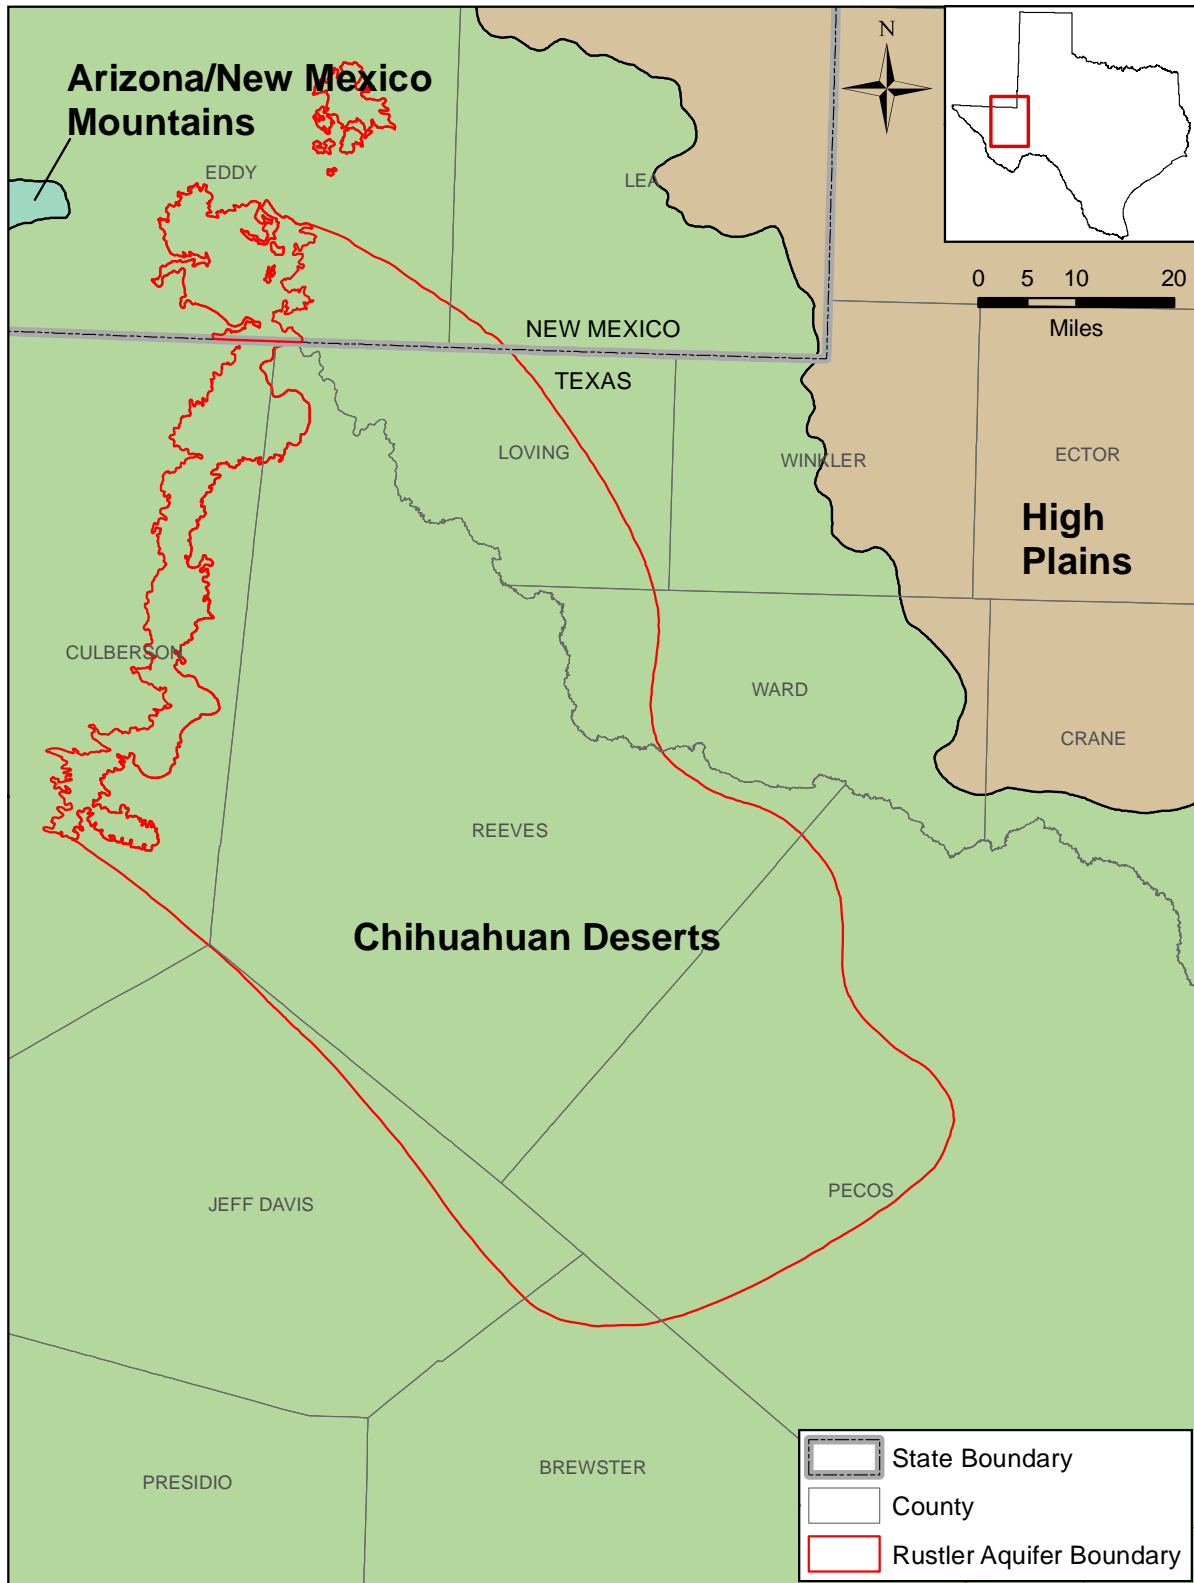 Arizona/New Mexico
Mountains
N
EDDY
LEA
0 5 10 20
Miles
NEW MEXICO
TEXAS
LOVING
WINKLER
ECTOR
High
Plains
CULBERSON
WARD
CRANE
REEVES
Chihuahuan Deserts
JEFF DAVIS
PECOS
PRESIDIO
BREWSTER
State Boundary
County
Rustler Aquifer Boundary